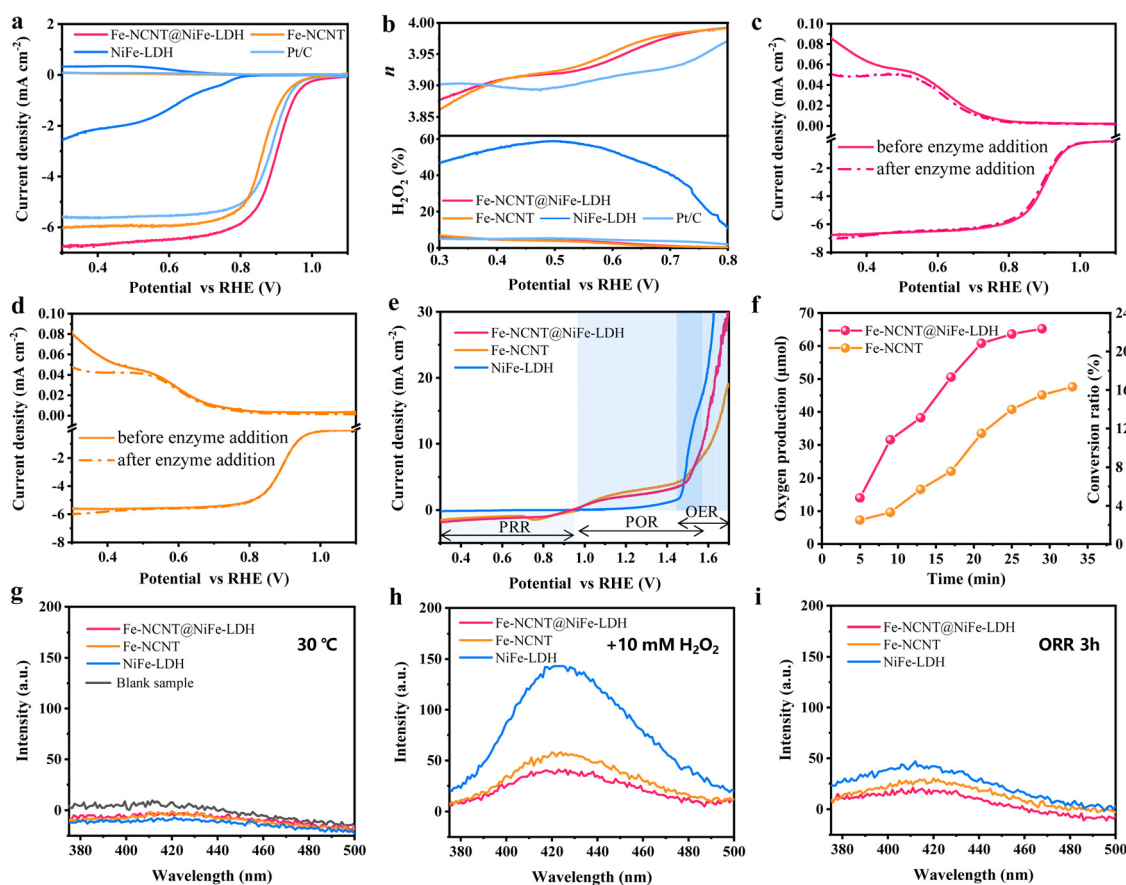 a
Fe-NCNT@NiFe-LDH
Fe-NCNT
NiFe-LDH
Pt/C
Current density (mA cm⁻²)
2
0
-2
-4
-6
0.4
0.6
0.8
1.0
Potential vs RHE (V)
b
n
4.00
3.95
3.90
3.85
H₂O₂ (%)
60
40
20
0
Fe-NCNT@NiFe-LDH
Fe-NCNT
NiFe-LDH
Pt/C
0.3
0.4
0.5
0.6
0.7
0.8
Potential vs RHE (V)
c
Current density (mA cm⁻²)
0.10
0.08
0.06
0.04
0.02
0.00
-2
-4
-6
-8
before enzyme addition
after enzyme addition
0.4
0.6
0.8
1.0
Potential vs RHE (V)
d
Current density (mA cm⁻²)
0.10
0.08
0.06
0.04
0.02
0.00
-2
-4
-6
-8
before enzyme addition
after enzyme addition
0.4
0.6
0.8
1.0
Potential vs RHE (V)
e
Current density (mA cm⁻²)
30
20
10
0
Fe-NCNT@NiFe-LDH
Fe-NCNT
NiFe-LDH
PRR
POR
OER
0.4
0.6
0.8
1.0
1.2
1.4
1.6
Potential vs RHE (V)
f
Oxygen production (μmol)
70
60
50
40
30
20
10
0
Fe-NCNT@NiFe-LDH
Fe-NCNT
24
20
16
12
8
4
0
Conversion ratio (%)
0
5
10
15
20
25
30
35
40
Time (min)
g
Intensity (a.u.)
200
150
100
50
0
Fe-NCNT@NiFe-LDH
Fe-NCNT
NiFe-LDH
Blank sample
30 ℃
380
400
420
440
460
480
500
Wavelength (nm)
h
Intensity (a.u.)
200
150
100
50
0
Fe-NCNT@NiFe-LDH
Fe-NCNT
NiFe-LDH
+10 mM H₂O₂
380
400
420
440
460
480
500
Wavelength (nm)
i
Intensity (a.u.)
200
150
100
50
0
Fe-NCNT@NiFe-LDH
Fe-NCNT
NiFe-LDH
ORR 3h
380
400
420
440
460
480
500
Wavelength (nm)